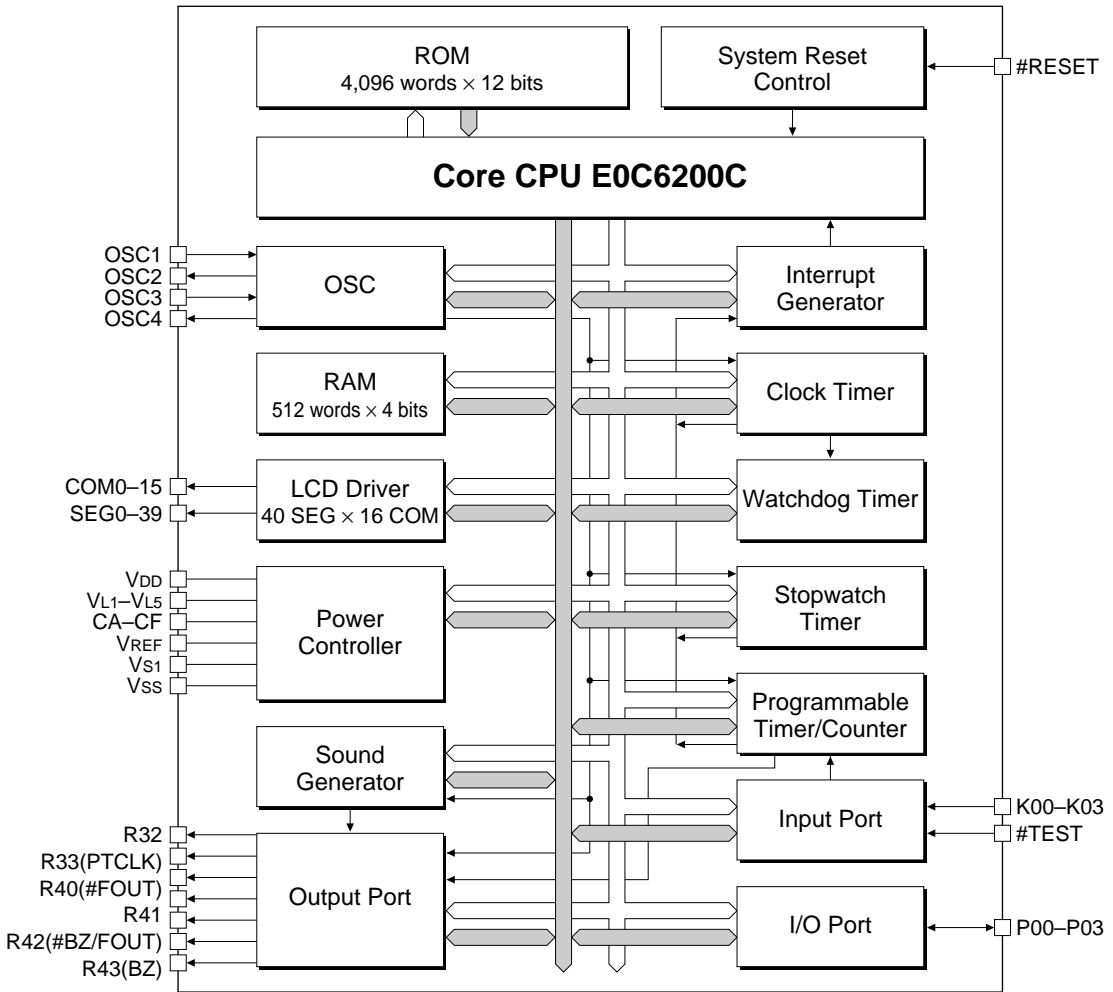 ROM
4,096 words × 12 bits
System Reset
Control
#RESET
Core CPU E0C6200C
OSC1
OSC2
OSC3
OSC4
OSC
Interrupt
Generator
RAM
512 words × 4 bits
Clock Timer
COM0–15
SEG0–39
LCD Driver
40 SEG × 16 COM
Watchdog Timer
VDD
VL1–VL5
CA–CF
VREF
VS1
VSS
Power
Controller
Stopwatch
Timer
Programmable
Timer/Counter
Sound
Generator
Input Port
K00–K03
#TEST
R32
R33(PTCLK)
R40(#FOUT)
R41
R42(#BZ/FOUT)
R43(BZ)
Output Port
I/O Port
P00–P03